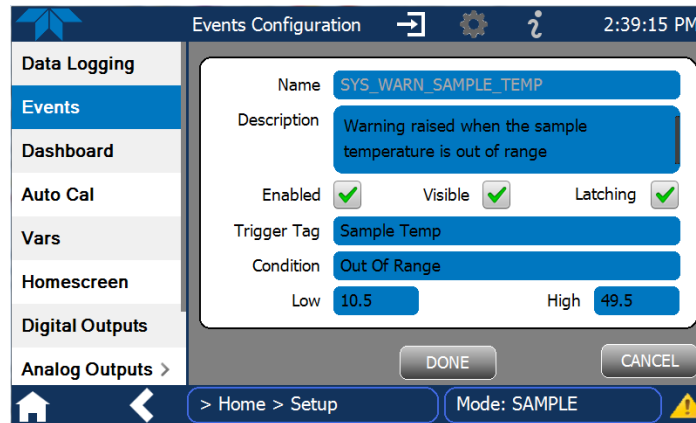 Events Configuration
2:39:15 PM
Data Logging
Events
Dashboard
Auto Cal
Vars
Homescreen
Digital Outputs
Analog Outputs >
Name SYS_WARN_SAMPLE_TEMP
Description Warning raised when the sample
temperature is out of range
Enabled Visible Latching
Trigger Tag Sample Temp
Condition Out Of Range
Low 10.5 High 49.5
DONE CANCEL
> Home > Setup Mode: SAMPLE